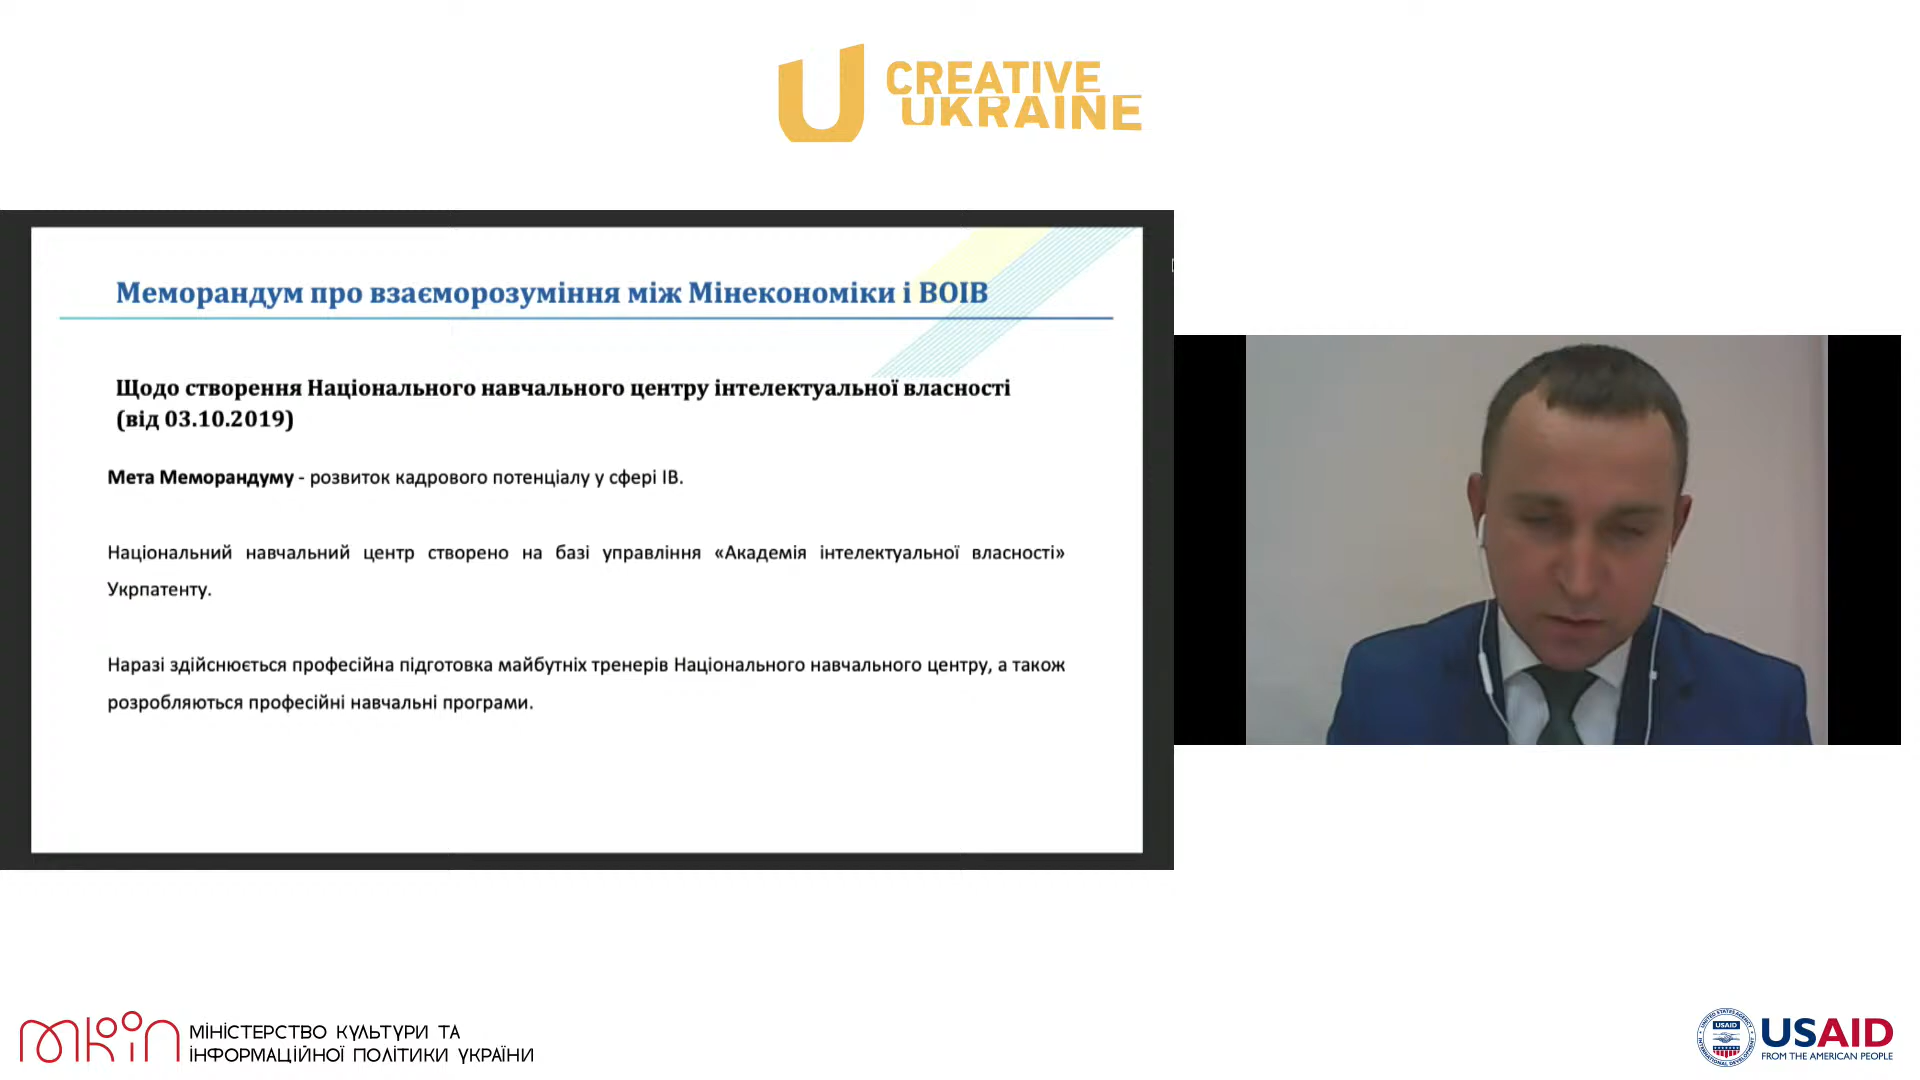 CREATIVE
UKRAINE
Меморандум про взаєморозуміння між Мінекономіки і ВОІВ
Щодо створення Національного навчального центру інтелектуальної власності
(від 03.10.2019)
Мета Меморандуму - розвиток кадрового потенціалу у сфері ІВ.
Національний навчальний центр створено на базі управління «Академія інтелектуальної власності»
Укрпатенту.
Наразі здійснюється професійна підготовка майбутніх тренерів Національного навчального центру, а також
розробляються професійні навчальні програми.
МІНІСТЕРСТВО КУЛЬТУРИ ТА
ІНФОРМАЦІЙНОЇ ПОЛІТИКИ УКРАЇНИ
USAID
FROM THE AMERICAN PEOPLE